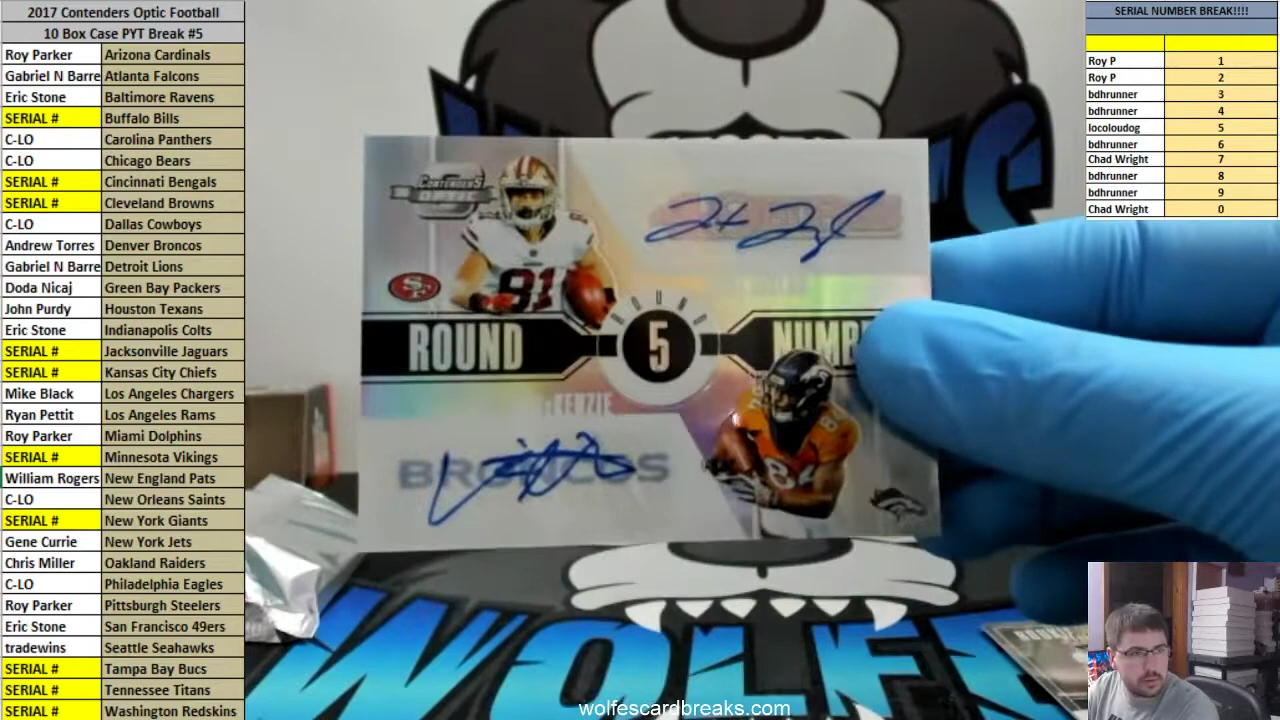 2017 Contenders Optic Football
10 Box Case PYT Break #5
Roy Parker Arizona Cardinals
Gabriel N Barre Atlanta Falcons
Eric Stone Baltimore Ravens
SERIAL # Buffalo Bills
C-LO Carolina Panthers
C-LO Chicago Bears
SERIAL # Cincinnati Bengals
SERIAL # Cleveland Browns
C-LO Dallas Cowboys
Andrew Torres Denver Broncos
Gabriel N Barre Detroit Lions
Doda Nicaj Green Bay Packers
John Purdy Houston Texans
Eric Stone Indianapolis Colts
SERIAL # Jacksonville Jaguars
SERIAL # Kansas City Chiefs
Mike Black Los Angeles Chargers
Ryan Pettit Los Angeles Rams
Roy Parker Miami Dolphins
SERIAL # Minnesota Vikings
William Rogers New England Pats
C-LO New Orleans Saints
SERIAL # New York Giants
Gene Currie New York Jets
Chris Miller Oakland Raiders
C-LO Philadelphia Eagles
Roy Parker Pittsburgh Steelers
Eric Stone San Francisco 49ers
tradewins Seattle Seahawks
SERIAL # Tampa Bay Bucs
SERIAL # Tennessee Titans
SERIAL # Washington Redskins
CONTENDERS
OPTIC
81
SF
ROUND
ROUND 5 NUMBE
KENZIE
BRONCOS
84
WOLFE
wolfescardbreaks.com
SERIAL NUMBER BREAK!!!!
Roy P 1
Roy P 2
bdhrunner 3
bdhrunner 4
locoloudog 5
bdhrunner 6
Chad Wright 7
bdhrunner 8
bdhrunner 9
Chad Wright 0